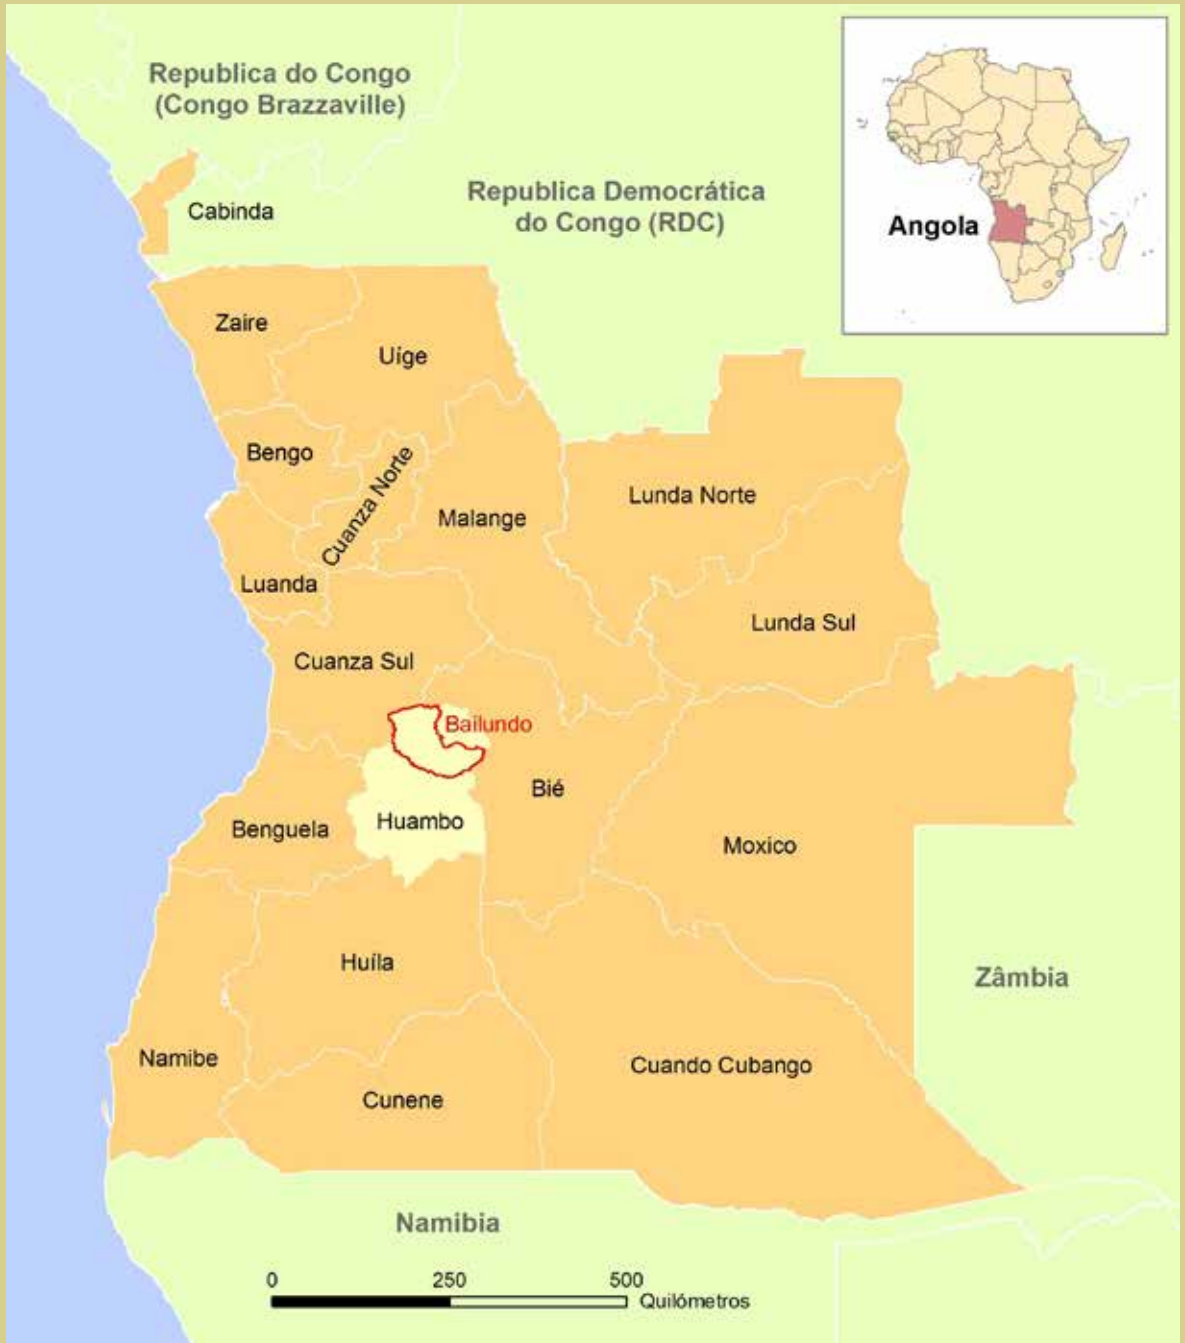 Republica do Congo
(Congo Brazzaville)
Republica Democrática
do Congo (RDC)
Angola
Cabinda
Zaire
Uíge
Bengo
Cuanza Norte
Malange
Lunda Norte
Luanda
Lunda Sul
Cuanza Sul
Bailundo
Bié
Huambo
Benguela
Moxico
Huíla
Zâmbia
Namibe
Cuando Cubango
Cunene
Namibia
0 250 500
Quilómetros